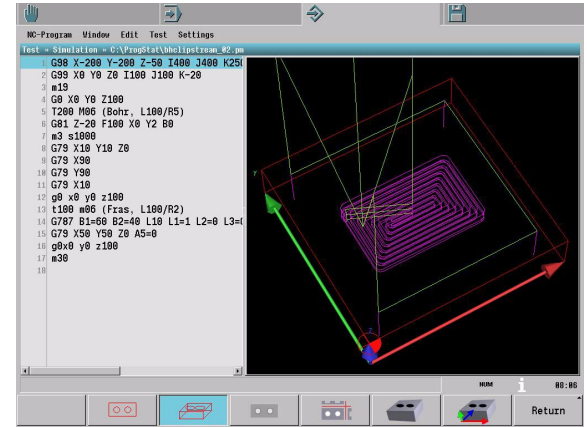 NC-Program Window Edit Test Settings
Test » Simulation » C:\ProgStat\bhclipstream_02.pm
1 G98 X-200 Y-200 Z-50 I400 J400 K250
2 G99 X0 Y0 Z0 I100 J100 K-20
3 m19
4 G0 X0 Y0 Z100
5 T200 M06 (Bohr, L100/R5)
6 G81 Z-20 F100 X0 Y2 B0
7 m3 s1000
8 G79 X10 Y10 Z0
9 G79 X90
10 G79 Y90
11 G79 X10
12 g0 x0 y0 z100
13 t100 m06 (Fras, L100/R2)
14 G787 B1=60 B2=40 L10 L1=1 L2=0 L3=(
15 G79 X50 Y50 Z0 A5=0
16 g0x0 y0 z100
17 m30
18
Y
Z
NUM i 08:06
Return